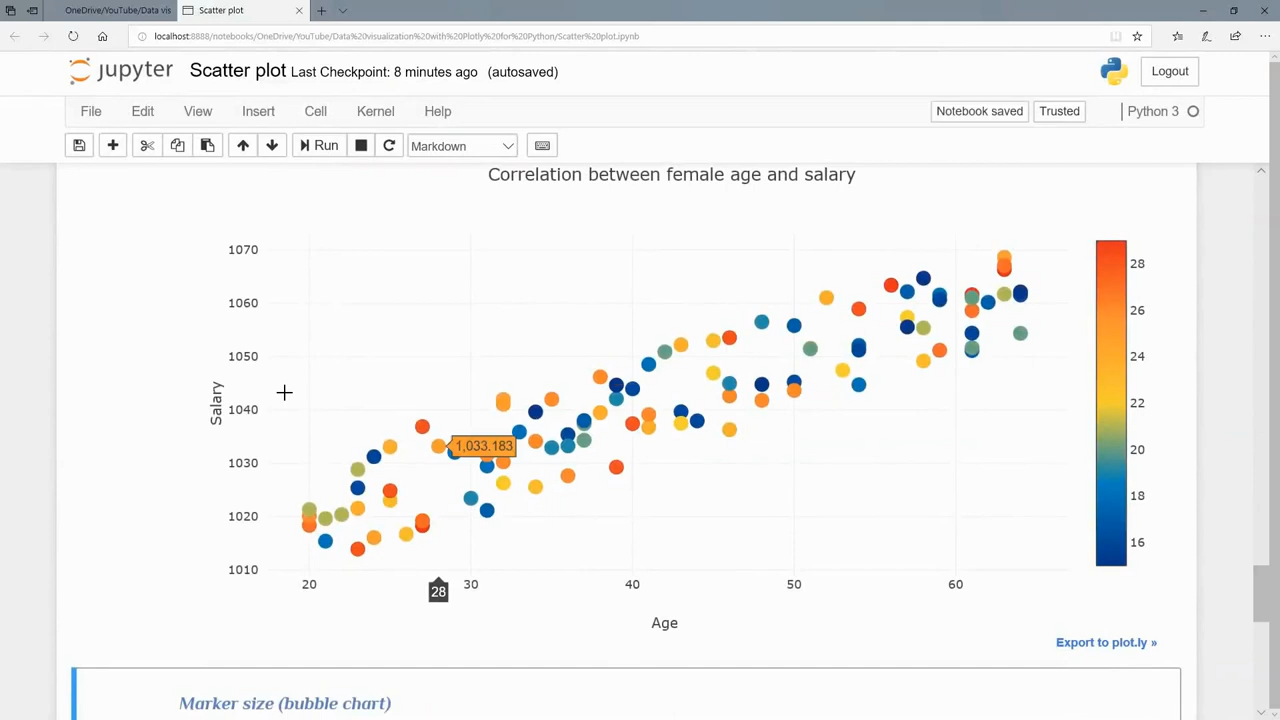 OneDrive/YouTube/Data vis
Scatter plot
localhost:8888/notebooks/OneDrive/YouTube/Data%20visualization%20with%20Plotly%20for%20Python/Scatter%20plot.ipynb
jupyter Scatter plot Last Checkpoint: 8 minutes ago (autosaved)
Logout
File Edit View Insert Cell Kernel Help
Notebook saved Trusted Python 3
Run Markdown
Correlation between female age and salary
1070
1060
1050
1040
1030
1020
1010
Salary
1,033.183
20 28 30 40 50 60
Age
28
26
24
22
20
18
16
Export to plot.ly »
Marker size (bubble chart)